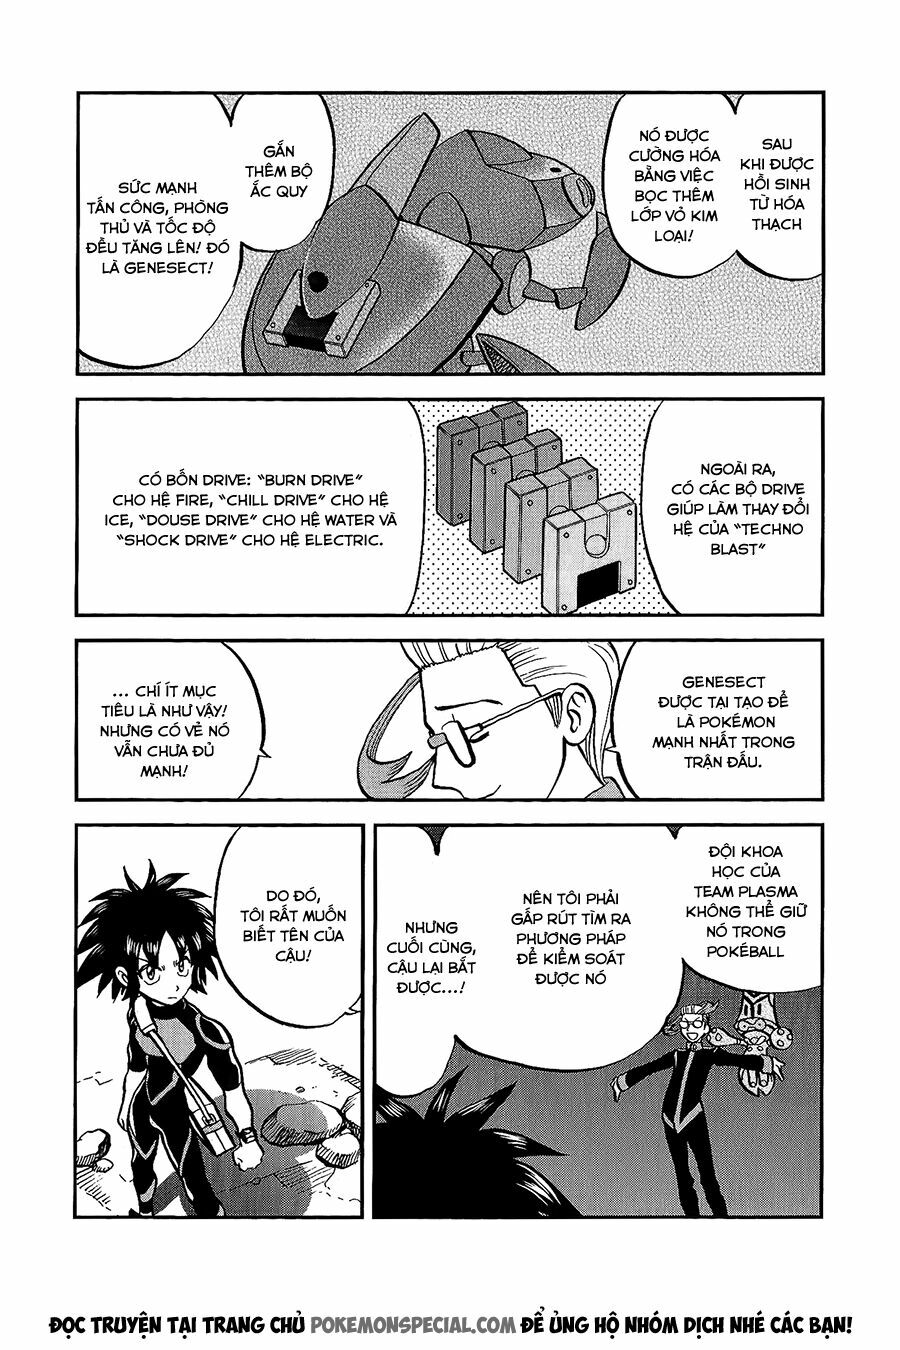 SAU
KHI ĐƯỢC
HỒI SINH
TỪ HÓA
THẠCH
NÓ ĐƯỢC
CƯỜNG HÓA
BẰNG VIỆC
BỌC THÊM
LỚP VỎ KIM
LOẠI!
GẮN
THÊM BỘ
ẮC QUY
SỨC MẠNH
TẤN CÔNG, PHÒNG
THỦ VÀ TỐC ĐỘ
ĐỀU TĂNG LÊN! ĐÓ
LÀ GENESECT!
NGOÀI RA,
CÓ CÁC BỘ DRIVE
GIÚP LÀM THAY ĐỔI
HỆ CỦA "TECHNO
BLAST"
CÓ BỐN DRIVE: "BURN DRIVE"
CHO HỆ FIRE, "CHILL DRIVE" CHO HỆ
ICE, "DOUSE DRIVE" CHO HỆ WATER VÀ
"SHOCK DRIVE" CHO HỆ ELECTRIC.
GENESECT
ĐƯỢC TẠI TẠO ĐỂ
LÀ POKÉMON
MẠNH NHẤT TRONG
TRẬN ĐẤU.
... CHÍ ÍT MỤC
TIÊU LÀ NHƯ VẬY!
NHƯNG CÓ VẺ NÓ
VẪN CHƯA ĐỦ
MẠNH!
ĐỘI KHOA
HỌC CỦA
TEAM PLASMA
KHÔNG THỂ GIỮ
NÓ TRONG
POKÉBALL
NÊN TÔI PHẢI
GẤP RÚT TÌM RA
PHƯƠNG PHÁP
ĐỂ KIỂM SOÁT
ĐƯỢC NÓ
NHƯNG
CUỐI CÙNG,
CẬU LẠI BẮT
ĐƯỢC...!
DO ĐÓ,
TÔI RẤT MUỐN
BIẾT TÊN CỦA
CẬU!
ĐỌC TRUYỆN TẠI TRANG CHỦ POKEMONSPECIAL.COM ĐỂ ỦNG HỘ NHÓM DỊCH NHÉ CÁC BẠN!